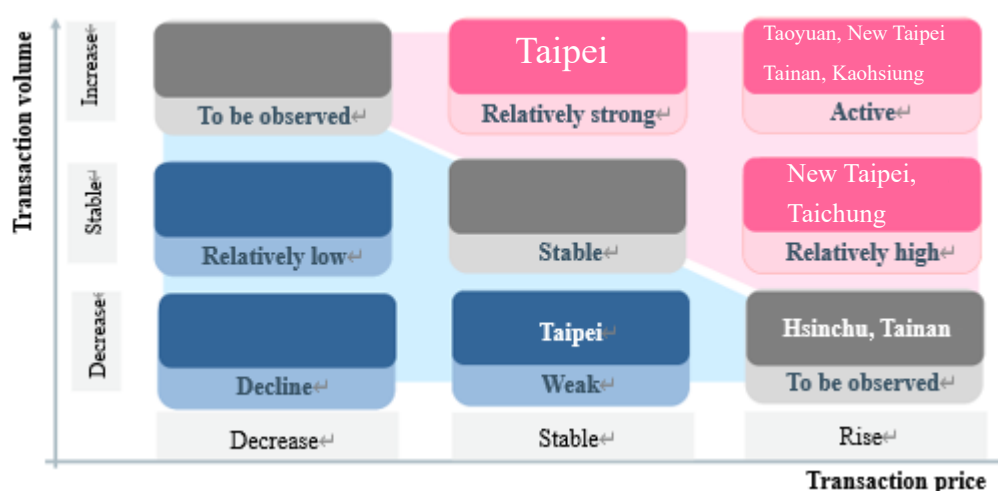 Transaction volume
Increase
Taipei
Taoyuan, New Taipei
Tainan, Kaohsiung
To be observed↵
Relatively strong↵
Active↵
Stable
New Taipei,
Taichung
Relatively low↵
Stable↵
Relatively high↵
Decrease
Taipei↵
Hsinchu, Tainan
Decline↵
Weak↵
To be observed↵
Decrease↵
Stable↵
Rise↵
Transaction price